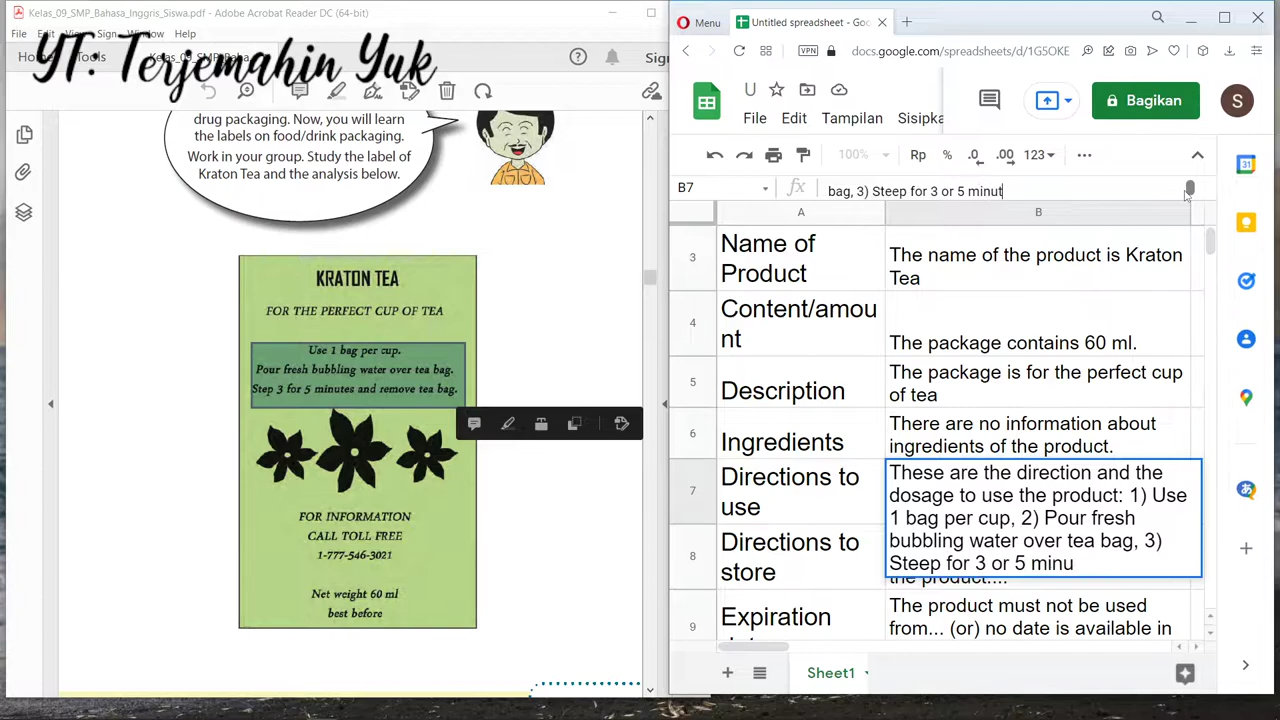 Kelas_09_SMP_Bahasa_Inggris_Siswa.pdf - Adobe Acrobat Reader DC (64-bit)
File Edit View Sign Window Help
YT: Terjemahin Yuk
Home Tools Kelas_09_SMP_Baha... Sign
drug packaging. Now, you will learn
the labels on food/drink packaging.
Work in your group. Study the label of
Kraton Tea and the analysis below.
KRATON TEA
FOR THE PERFECT CUP OF TEA
Use 1 bag per cup.
Pour fresh bubbling water over tea bag.
Step 3 for 5 minutes and remove tea bag.
FOR INFORMATION
CALL TOLL FREE
1-777-546-3021
Net weight 60 ml
best before
Menu Untitled spreadsheet - Goo
VPN docs.google.com/spreadsheets/d/1G5OKE
U
Bagikan S
File Edit Tampilan Sisipka
100% Rp % .0 .00 123
B7 fx bag, 3) Steep for 3 or 5 minut
A B
3 Name of Product The name of the product is Kraton Tea
4 Content/amount The package contains 60 ml.
5 Description The package is for the perfect cup of tea
6 Ingredients There are no information about ingredients of the product.
7 Directions to use These are the direction and the dosage to use the product: 1) Use 1 bag per cup, 2) Pour fresh bubbling water over tea bag, 3) Steep for 3 or 5 minu
8 Directions to store the product....
9 Expiration The product must not be used from... (or) no date is available in
Sheet1
31